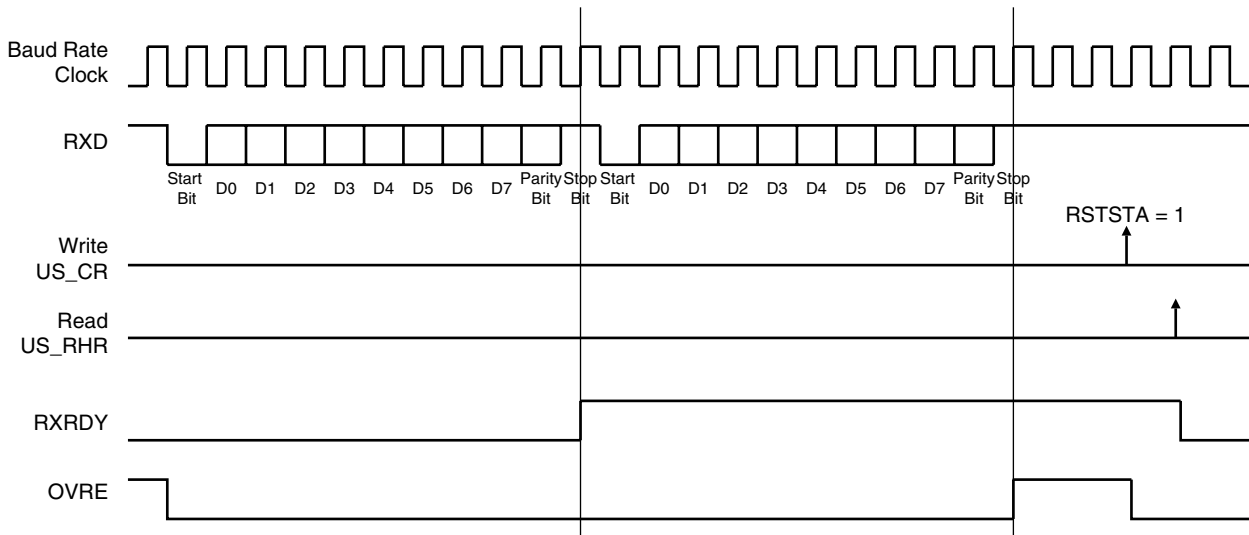 Baud Rate
Clock
RXD
Start
Bit
D0
D1
D2
D3
D4
D5
D6
D7
Parity
Bit
Stop
Bit
Start
Bit
D0
D1
D2
D3
D4
D5
D6
D7
Parity
Bit
Stop
Bit
RSTSTA = 1
Write
US_CR
Read
US_RHR
RXRDY
OVRE